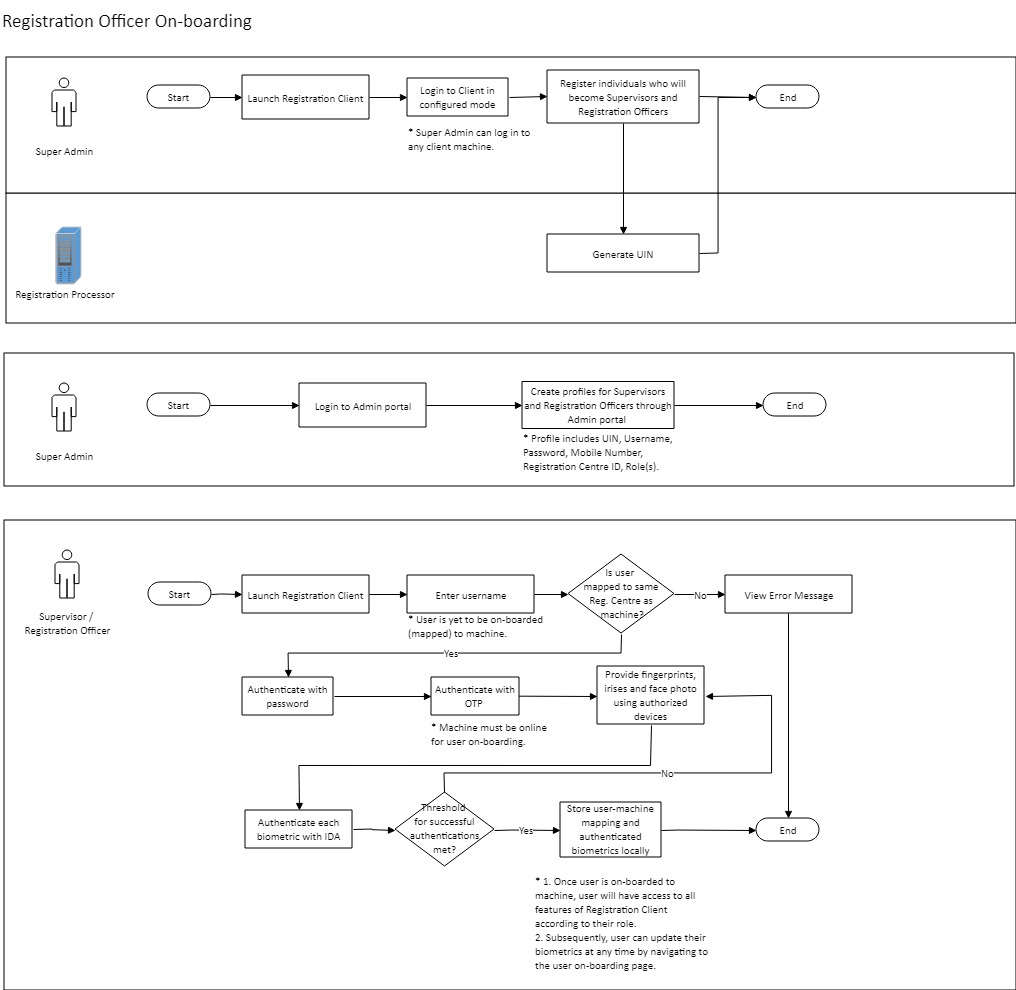 Registration Officer On-boarding
Super Admin
Start
Launch Registration Client
Login to Client in
configured mode
* Super Admin can log in to
any client machine.
Register individuals who will
become Supervisors and
Registration Officers
End
Registration Processor
Generate UIN
Super Admin
Start
Login to Admin portal
Create profiles for Supervisors
and Registration Officers through
Admin portal
* Profile includes UIN, Username,
Password, Mobile Number,
Registration Centre ID, Role(s).
End
Supervisor /
Registration Officer
Start
Launch Registration Client
Enter username
* User is yet to be on-boarded
(mapped) to machine.
Is user
mapped to same
Reg. Centre as
machine?
No
View Error Message
Yes
Authenticate with
password
Authenticate with
OTP
* Machine must be online
for user on-boarding.
Provide fingerprints,
irises and face photo
using authorized
devices
No
Authenticate each
biometric with IDA
Threshold
for successful
authentications
met?
Yes
Store user-machine
mapping and
authenticated
biometrics locally
End
* 1. Once user is on-boarded to
machine, user will have access to all
features of Registration Client
according to their role.
2. Subsequently, user can update their
biometrics at any time by navigating to
the user on-boarding page.